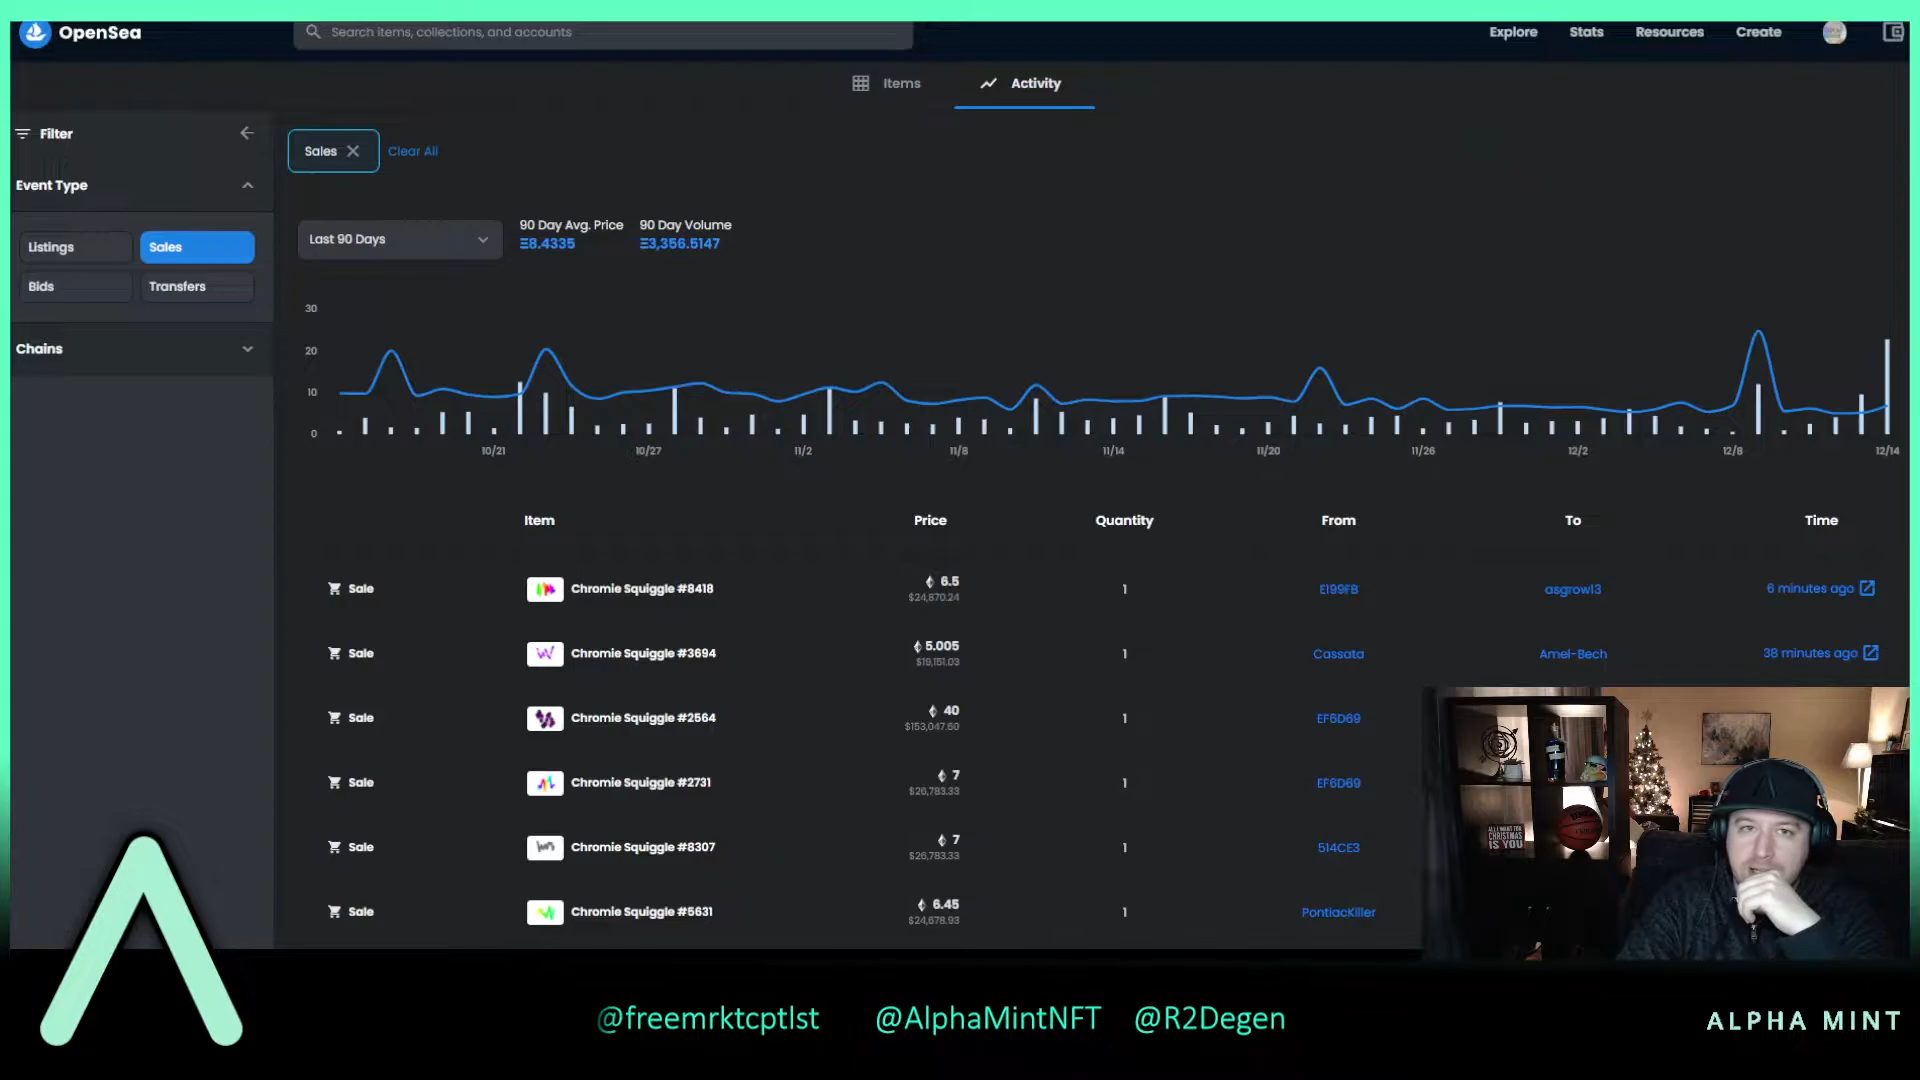 OpenSea
Search items, collections, and accounts
Explore Stats Resources Create
Items Activity
Filter
Sales Clear All
Event Type
Last 90 Days
90 Day Avg. Price 90 Day Volume
Ξ8.4335 Ξ3,356.5147
Listings Sales
Bids Transfers
Chains
30
20
10
0
10/21 10/27 11/2 11/8 11/14 11/20 11/26 12/2 12/8 12/14
Item Price Quantity From To Time
Sale Chromie Squiggle #8418 6.5 1 E199FB asgrow13 6 minutes ago
$24,870.24
Sale Chromie Squiggle #3694 5.005 1 Cassata Amel-Bech 38 minutes ago
$19,151.03
Sale Chromie Squiggle #2564 40 1 EF6D69
$153,047.60
Sale Chromie Squiggle #2731 7 1 EF6D69
$26,783.33
Sale Chromie Squiggle #8307 7 1 514CE3
$26,783.33
Sale Chromie Squiggle #5631 6.45 1 PontiacKiller
$24,678.93
ALL I WANT FOR
CHRISTMAS
IS YOU
@freemrktcptlst @AlphaMintNFT @R2Degen
ALPHA MINT